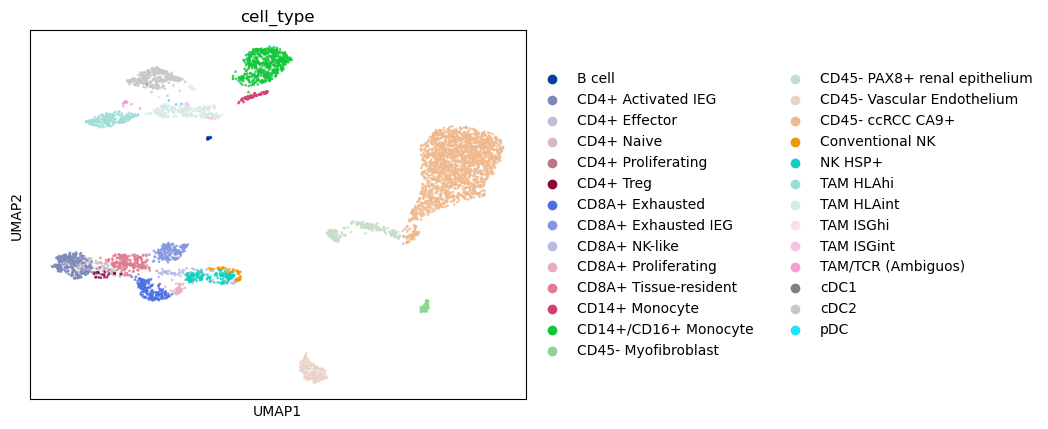 cell_type
UMAP2
UMAP1
B cell
CD4+ Activated IEG
CD4+ Effector
CD4+ Naive
CD4+ Proliferating
CD4+ Treg
CD8A+ Exhausted
CD8A+ Exhausted IEG
CD8A+ NK-like
CD8A+ Proliferating
CD8A+ Tissue-resident
CD14+ Monocyte
CD14+/CD16+ Monocyte
CD45- Myofibroblast
CD45- PAX8+ renal epithelium
CD45- Vascular Endothelium
CD45- ccRCC CA9+
Conventional NK
NK HSP+
TAM HLAhi
TAM HLAint
TAM ISGhi
TAM ISGint
TAM/TCR (Ambiguos)
cDC1
cDC2
pDC